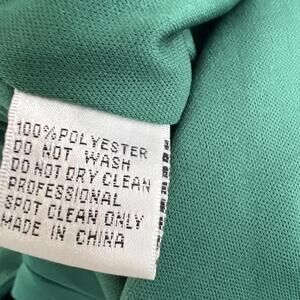 100%POLYESTER
DO NOT WASH
DO NOT DRY CLEAN
PROFESSIONAL
SPOT CLEAN ONLY
MADE IN CHINA